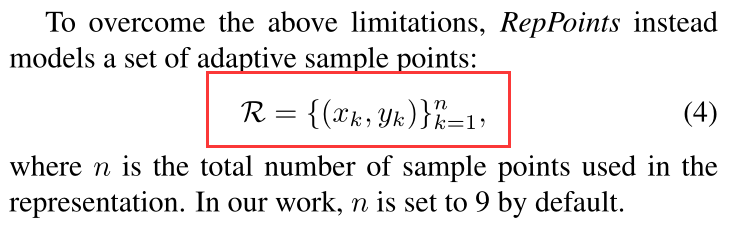 To overcome the above limitations, RepPoints instead
models a set of adaptive sample points:
$\mathcal{R} = \{(x_k, y_k)\}_{k=1}^{n},$ (4)
where $n$ is the total number of sample points used in the
representation. In our work, $n$ is set to 9 by default.